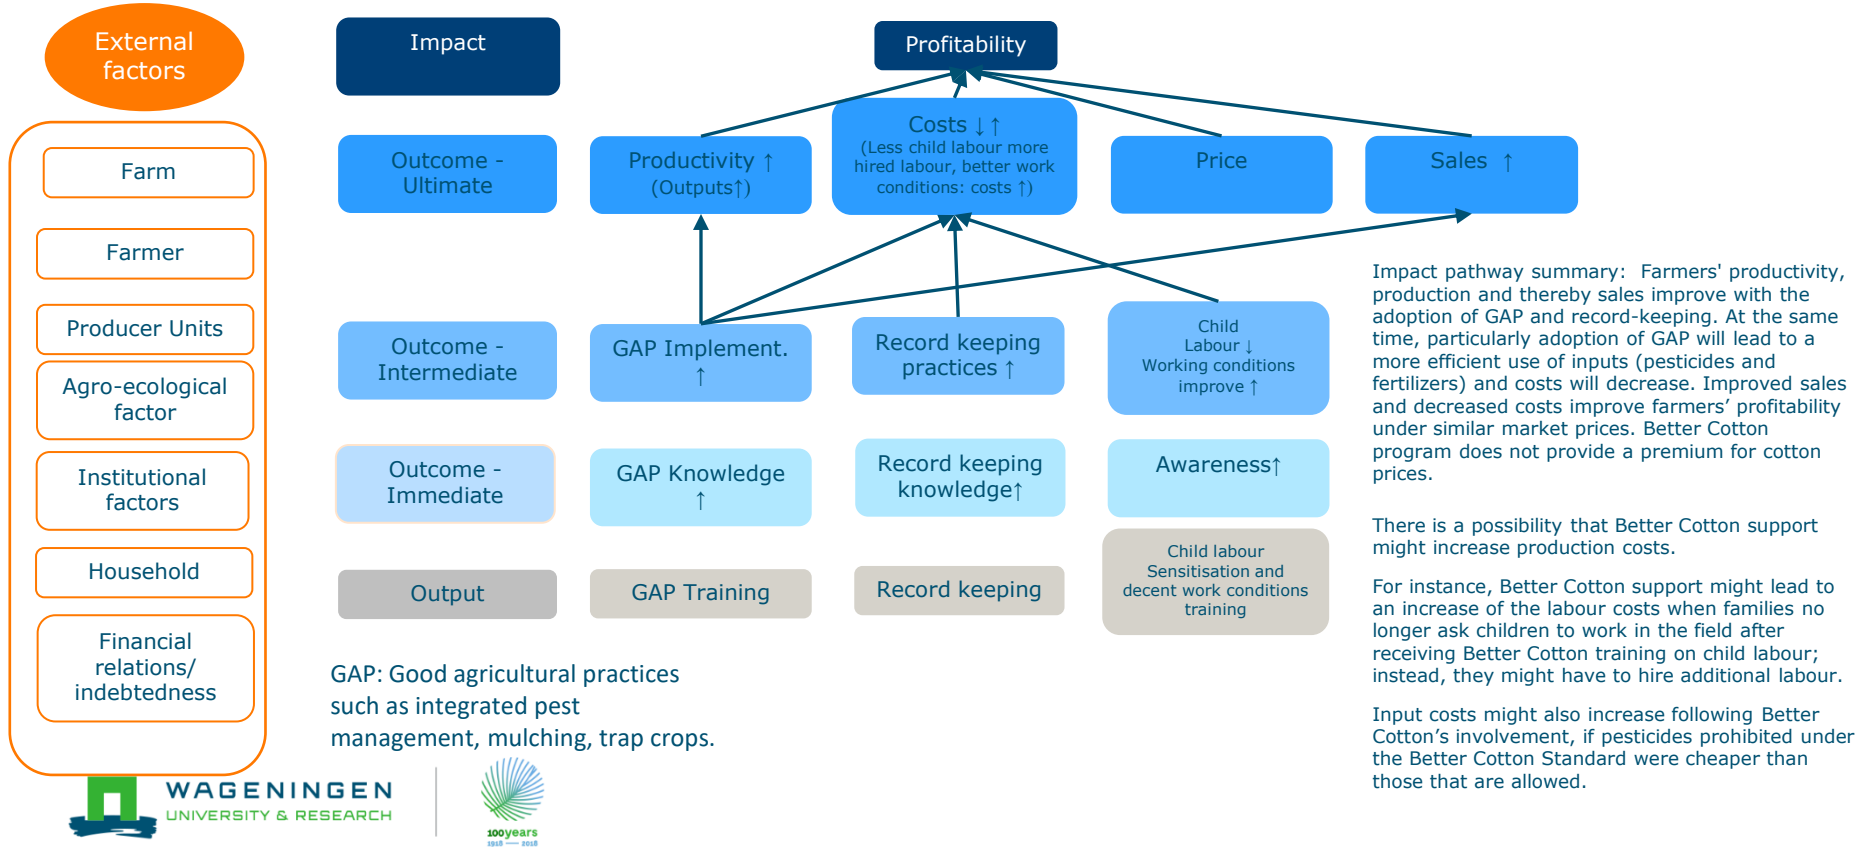 External
factors
Farm
Farmer
Producer Units
Agro-ecological
factor
Institutional
factors
Household
Financial
relations/
indebtedness
Impact
Profitability
Outcome -
Ultimate
Productivity ↑
(Outputs↑)
Costs ↓↑
(Less child labour more
hired labour, better work
conditions: costs ↑)
Price
Sales ↑
Outcome -
Intermediate
GAP Implement.
↑
Record keeping
practices ↑
Child
Labour ↓
Working conditions
improve ↑
Outcome -
Immediate
GAP Knowledge
↑
Record keeping
knowledge↑
Awareness↑
Output
GAP Training
Record keeping
Child labour
Sensitisation and
decent work conditions
training
GAP: Good agricultural practices
such as integrated pest
management, mulching, trap crops.
Impact pathway summary: Farmers' productivity,
production and thereby sales improve with the
adoption of GAP and record-keeping. At the same
time, particularly adoption of GAP will lead to a
more efficient use of inputs (pesticides and
fertilizers) and costs will decrease. Improved sales
and decreased costs improve farmers’ profitability
under similar market prices. Better Cotton
program does not provide a premium for cotton
prices.
There is a possibility that Better Cotton support
might increase production costs.
For instance, Better Cotton support might lead to
an increase of the labour costs when families no
longer ask children to work in the field after
receiving Better Cotton training on child labour;
instead, they might have to hire additional labour.
Input costs might also increase following Better
Cotton’s involvement, if pesticides prohibited under
the Better Cotton Standard were cheaper than
those that are allowed.
WAGENINGEN
UNIVERSITY & RESEARCH
100years
1918 — 2018